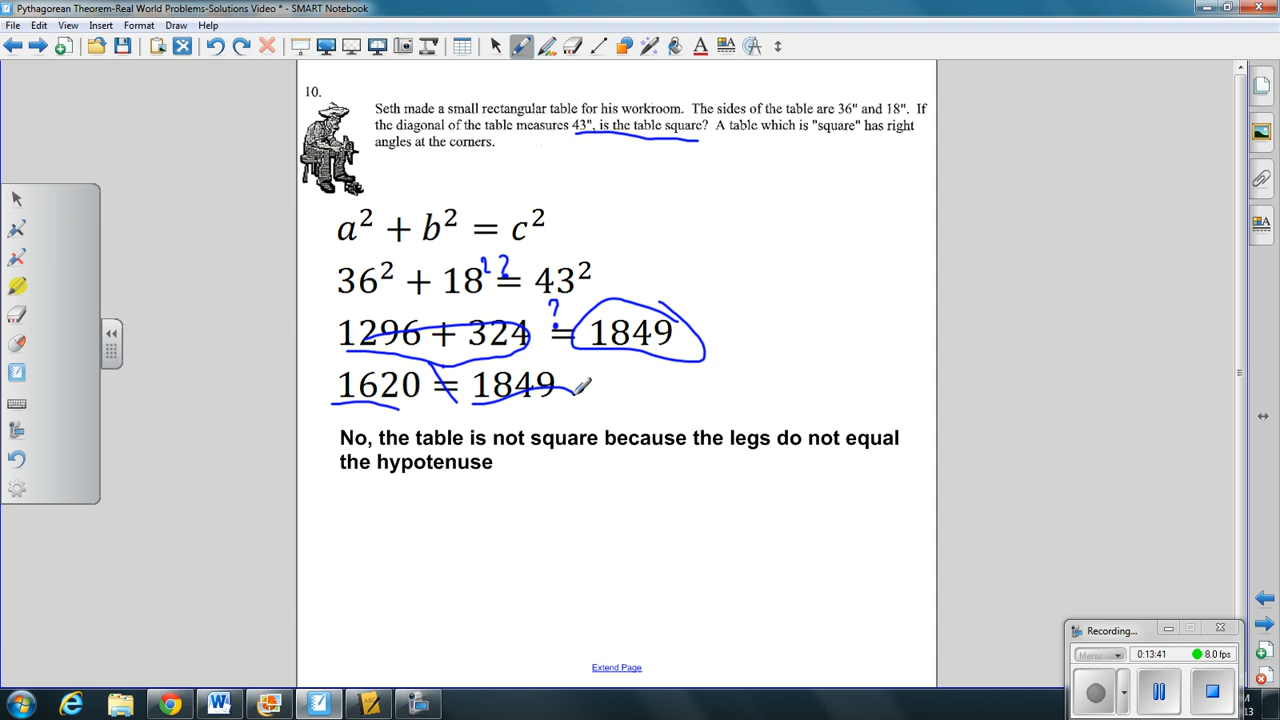 Pythagorean Theorem-Real World Problems-Solutions Video * - SMART Notebook
File Edit View Insert Format Draw Help
10.
Seth made a small rectangular table for his workroom. The sides of the table are 36" and 18". If
the diagonal of the table measures 43", is the table square? A table which is "square" has right
angles at the corners.
a² + b² = c²
36² + 18² ? = 43²
1296 + 324 ? = 1849
1620 = 1849
No, the table is not square because the legs do not equal
the hypotenuse
Extend Page
Recording...
Menu 0:13:41 8.0 fps
M
13